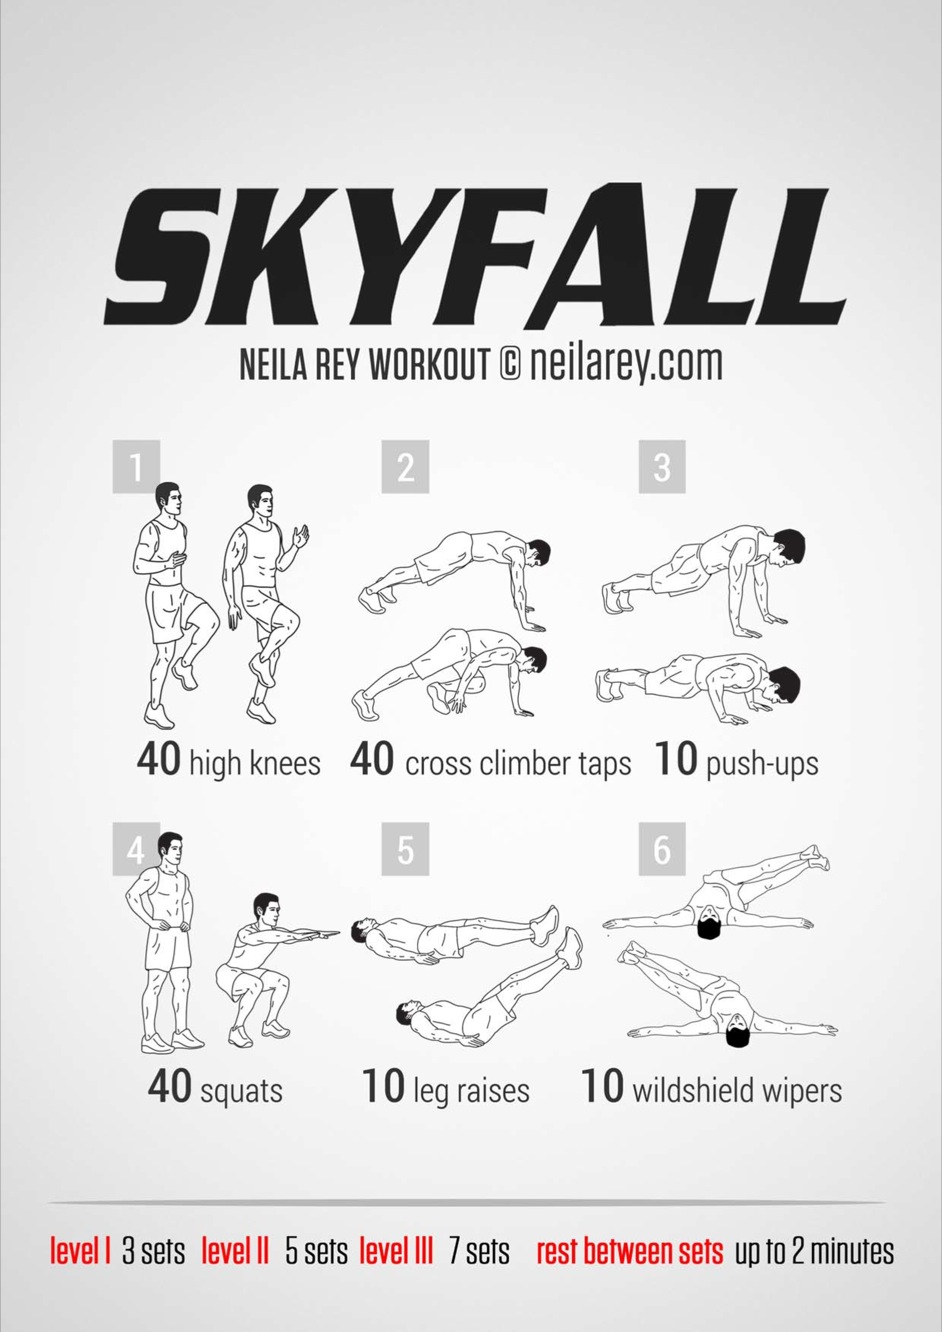 SKYFALL
NEILA REY WORKOUT © neilarey.com
1
2
3
40 high knees
40 cross climber taps
10 push-ups
4
5
6
40 squats
10 leg raises
10 wildshield wipers
level I 3 sets level II 5 sets level III 7 sets rest between sets up to 2 minutes